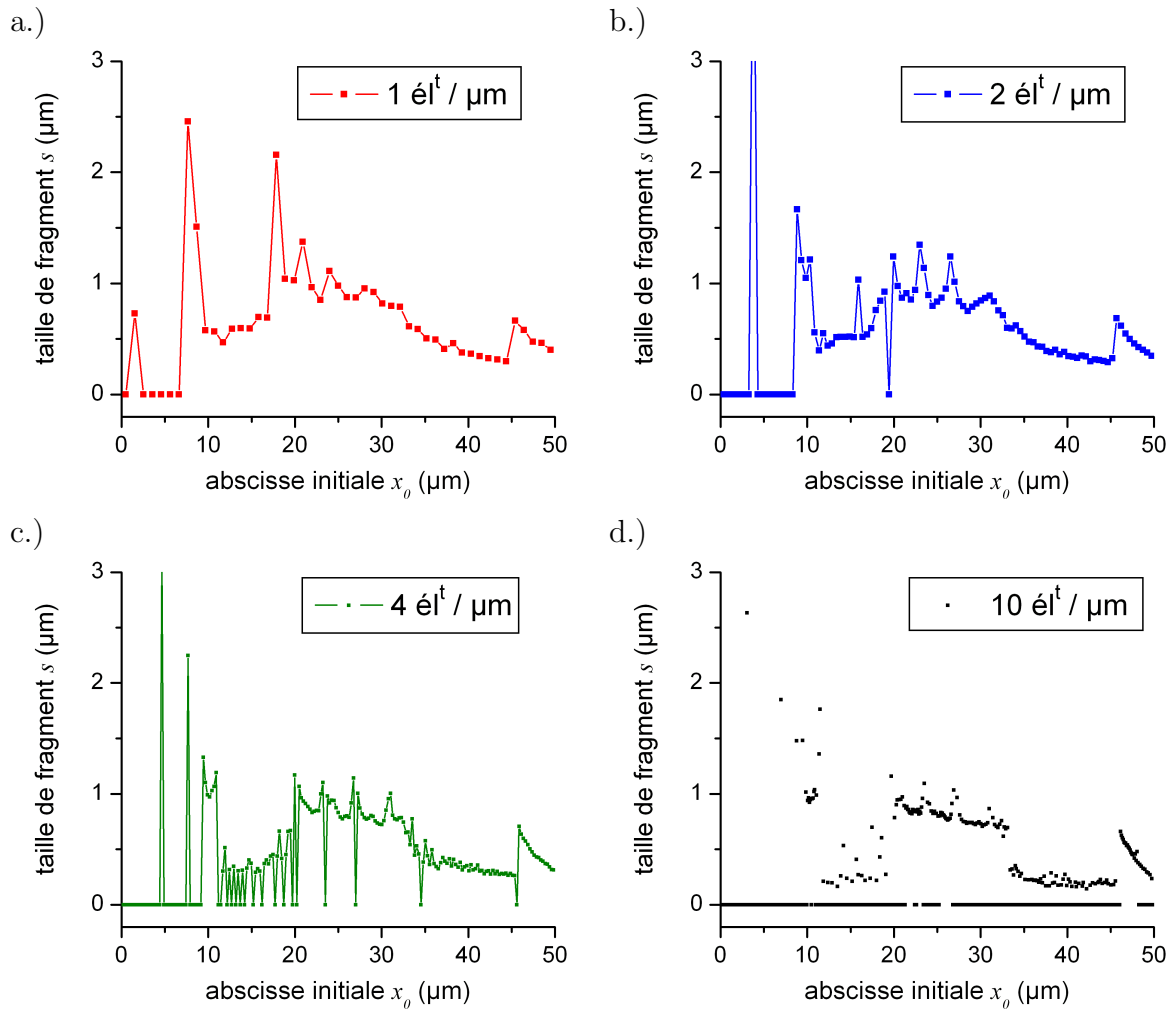 a.)
3
2
1
0
taille de fragment s (µm)
1 élᵗ / µm
0 10 20 30 40 50
abscisse initiale x₀ (µm)
b.)
3
2
1
0
taille de fragment s (µm)
2 élᵗ / µm
0 10 20 30 40 50
abscisse initiale x₀ (µm)
c.)
3
2
1
0
taille de fragment s (µm)
4 élᵗ / µm
0 10 20 30 40 50
abscisse initiale x₀ (µm)
d.)
3
2
1
0
taille de fragment s (µm)
10 élᵗ / µm
0 10 20 30 40 50
abscisse initiale x₀ (µm)